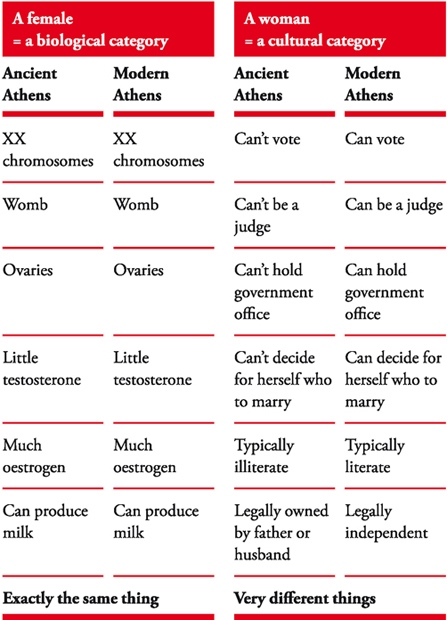 A female
= a biological category
A woman
= a cultural category
Ancient
Athens
Modern
Athens
Ancient
Athens
Modern
Athens
XX
chromosomes
XX
chromosomes
Can't vote
Can vote
Womb
Womb
Can't be a
judge
Can be a judge
Ovaries
Ovaries
Can't hold
government
office
Can hold
government
office
Little
testosterone
Little
testosterone
Can't decide
for herself who
to marry
Can decide for
herself who to
marry
Much
oestrogen
Much
oestrogen
Typically
illiterate
Typically
literate
Can produce
milk
Can produce
milk
Legally owned
by father or
husband
Legally
independent
Exactly the same thing
Very different things